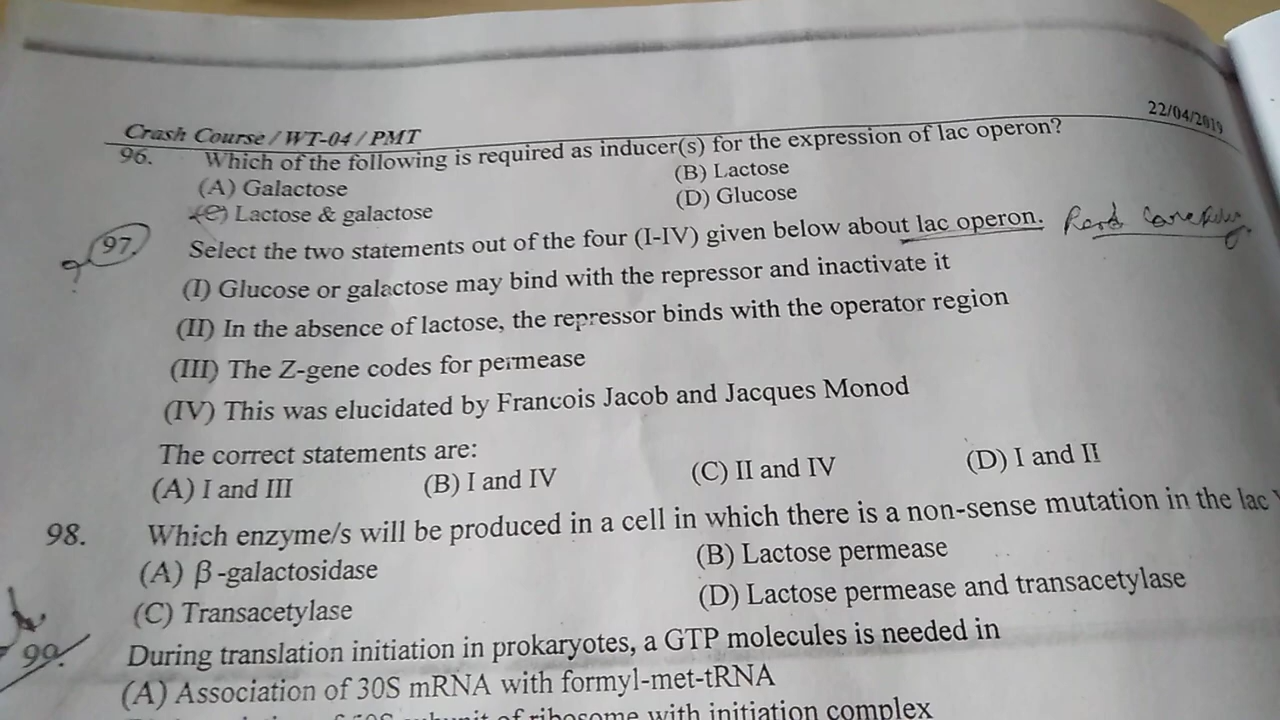 Crash Course / WT-04 / PMT
22/04/2019
96. Which of the following is required as inducer(s) for the expression of lac operon?
(A) Galactose (B) Lactose
(C) Lactose & galactose (D) Glucose
97. Select the two statements out of the four (I-IV) given below about lac operon. Read carefully
(I) Glucose or galactose may bind with the repressor and inactivate it
(II) In the absence of lactose, the repressor binds with the operator region
(III) The Z-gene codes for permease
(IV) This was elucidated by Francois Jacob and Jacques Monod
The correct statements are:
(A) I and III (B) I and IV (C) II and IV (D) I and II
98. Which enzyme/s will be produced in a cell in which there is a non-sense mutation in the lac
(A) β-galactosidase (B) Lactose permease
(C) Transacetylase (D) Lactose permease and transacetylase
99. During translation initiation in prokaryotes, a GTP molecules is needed in
(A) Association of 30S mRNA with formyl-met-tRNA
of ribosome with initiation complex